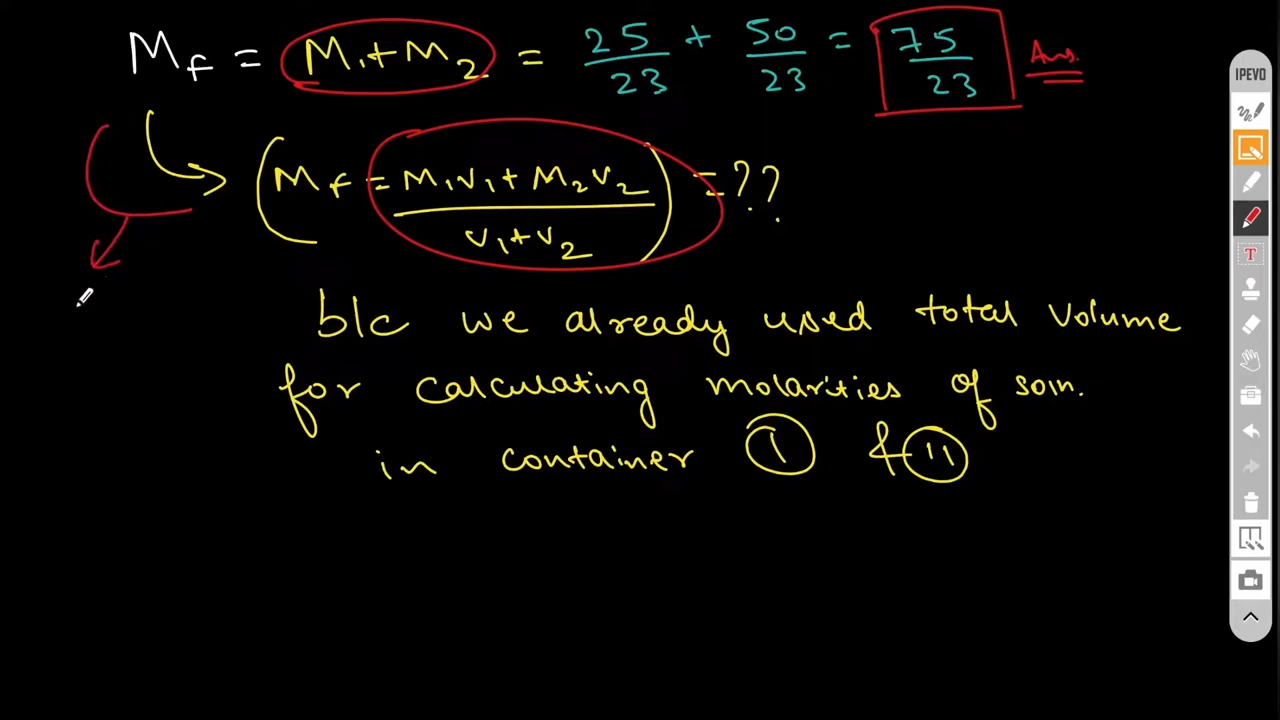 Mf = M1+M2 = 25/23 + 50/23 = 75/23 Ans.
(Mf = M1V1 + M2V2 / V1+V2) = ??
b/c we already used total volume
for calculating molarities of soln.
in container I & II
IPEVO
T